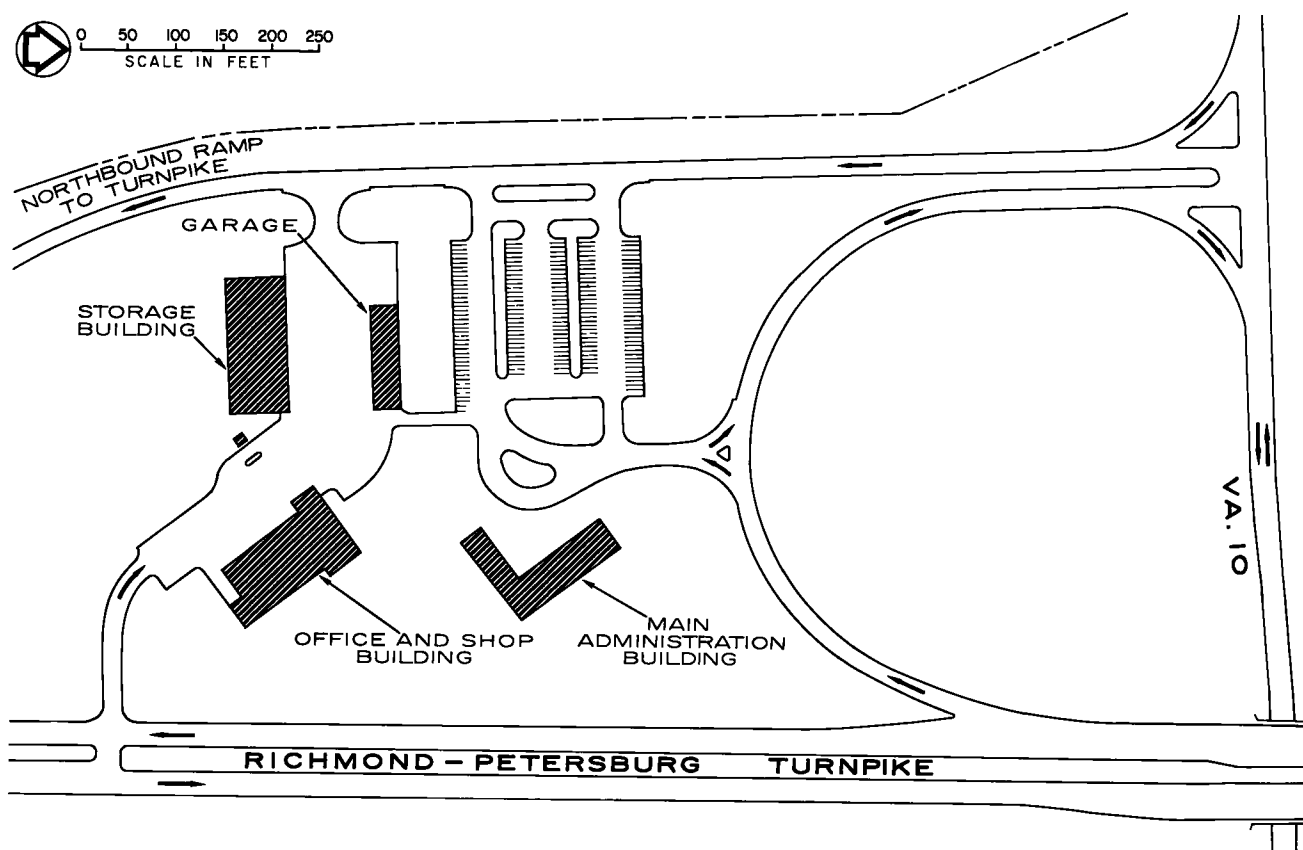 0 50 100 150 200 250
SCALE IN FEET
NORTHBOUND RAMP
TO TURNPIKE
GARAGE
STORAGE
BUILDING
VA. 10
OFFICE AND SHOP
BUILDING
MAIN
ADMINISTRATION
BUILDING
RICHMOND – PETERSBURG TURNPIKE